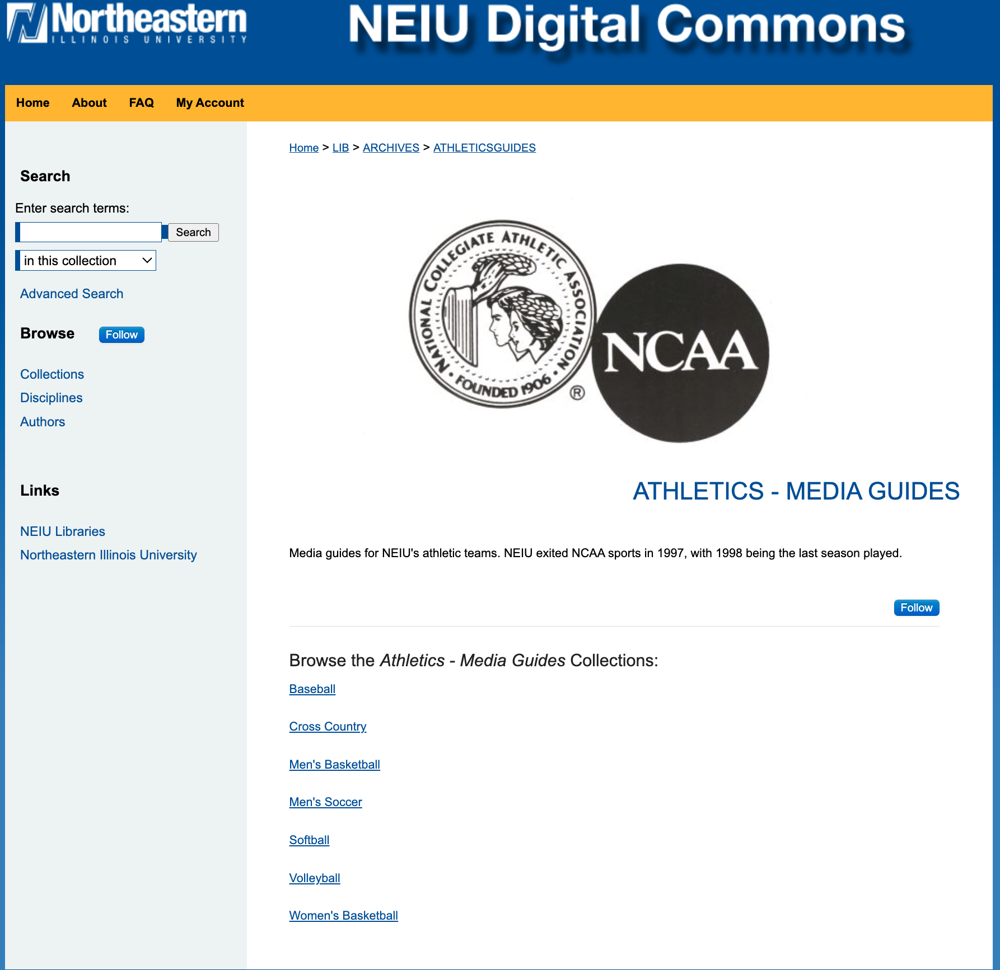 Northeastern
ILLINOIS UNIVERSITY
NEIU Digital Commons
Home About FAQ My Account
Home > LIB > ARCHIVES > ATHLETICSGUIDES
Search
Enter search terms:
Search
in this collection
Advanced Search
Browse Follow
Collections
Disciplines
Authors
Links
NEIU Libraries
Northeastern Illinois University
NATIONAL COLLEGIATE ATHLETIC ASSOCIATION
• FOUNDED 1906 •
®
NCAA
ATHLETICS - MEDIA GUIDES
Media guides for NEIU's athletic teams. NEIU exited NCAA sports in 1997, with 1998 being the last season played.
Follow
Browse the Athletics - Media Guides Collections:
Baseball
Cross Country
Men's Basketball
Men's Soccer
Softball
Volleyball
Women's Basketball